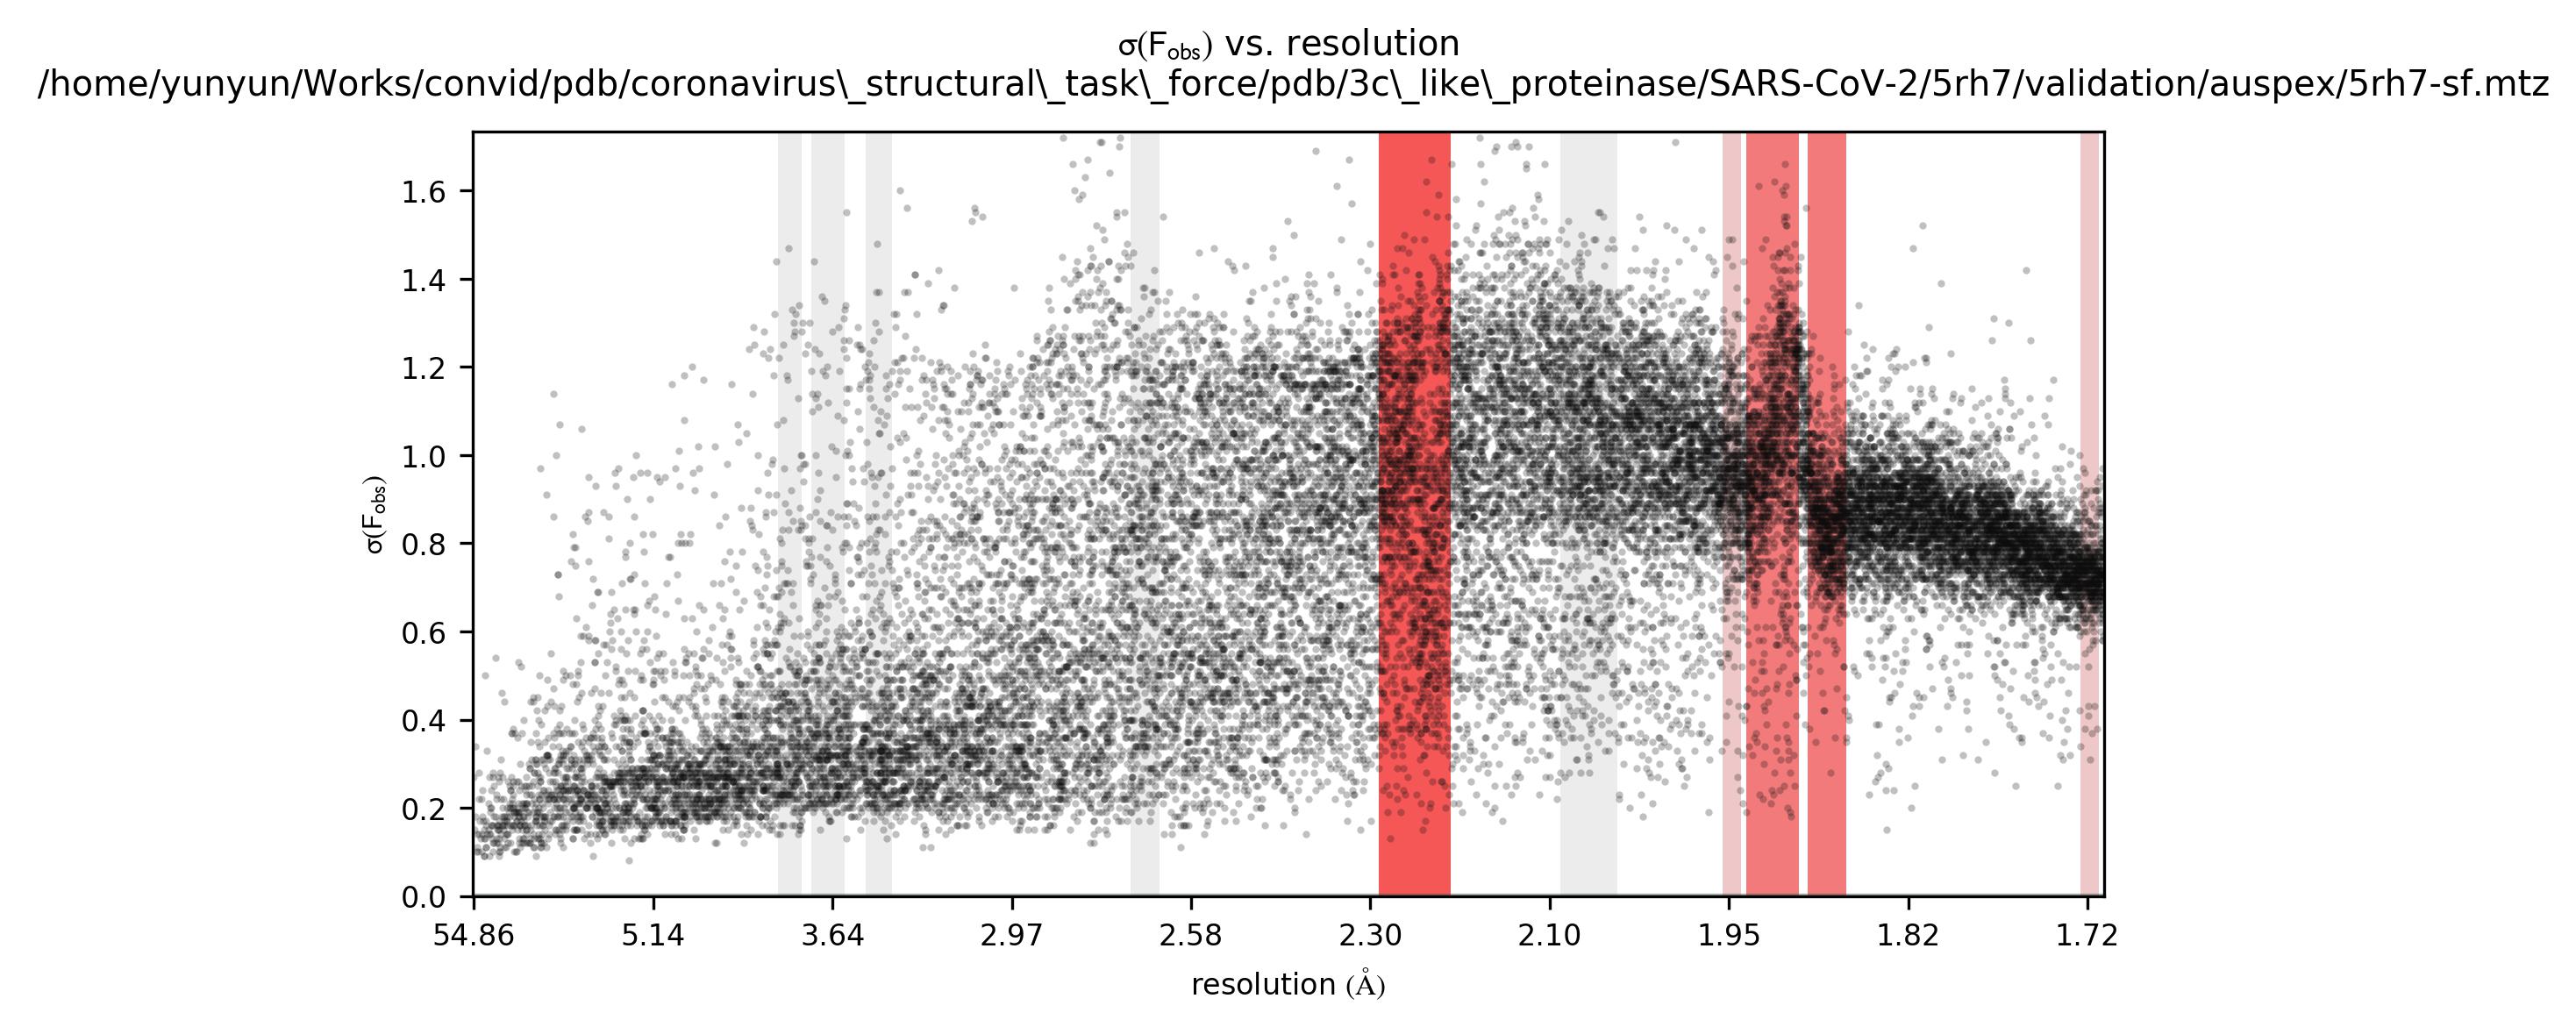 σ(Fobs) vs. resolution
/home/yunyun/Works/convid/pdb/coronavirus\_structural\_task\_force/pdb/3c\_like\_proteinase/SARS-CoV-2/5rh7/validation/auspex/5rh7-sf.mtz
1.6
1.4
1.2
1.0
0.8
0.6
0.4
0.2
0.0
σ(Fobs)
54.86 5.14 3.64 2.97 2.58 2.30 2.10 1.95 1.82 1.72
resolution (Å)